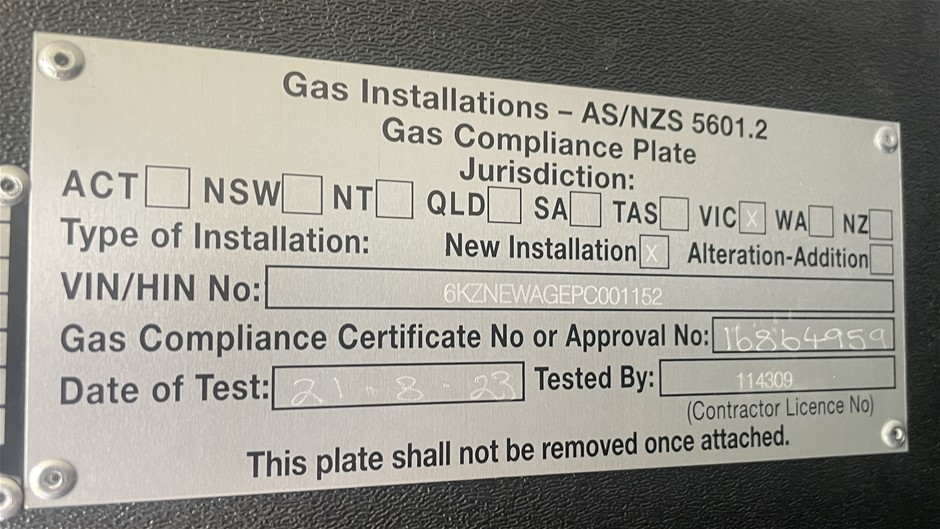 Gas Installations – AS/NZS 5601.2
Gas Compliance Plate
Jurisdiction:
ACT NSW NT QLD SA TAS VIC X WA NZ
Type of Installation: New Installation X Alteration-Addition
VIN/HIN No: 6KZNEWAGEPC001152
Gas Compliance Certificate No or Approval No: 16864959
Date of Test: 21-8-23 Tested By: 114309
(Contractor Licence No)
This plate shall not be removed once attached.